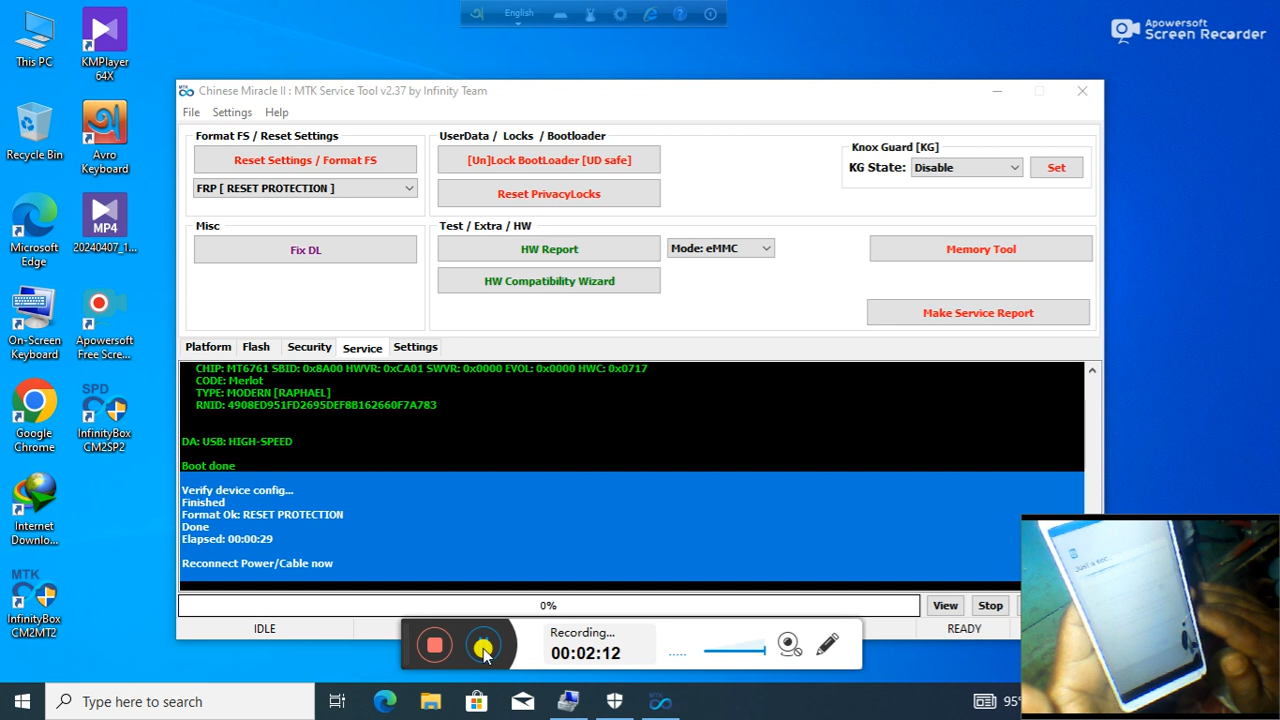 This PC
KMPlayer
64X
Recycle Bin
Avro
Keyboard
Microsoft
Edge
MP4
20240407_1...
On-Screen
Keyboard
Apowersoft
Free Scre...
Google
Chrome
SPD
InfinityBox
CM2SP2
Internet
Downlo...
MTK
InfinityBox
CM2MT2
English
Apowersoft
Screen Recorder
MTK
Chinese Miracle II : MTK Service Tool v2.37 by Infinity Team
File Settings Help
Format FS / Reset Settings
Reset Settings / Format FS
FRP [ RESET PROTECTION ]
UserData / Locks / Bootloader
[Un]Lock BootLoader [UD safe]
Reset PrivacyLocks
Knox Guard [KG]
KG State: Disable Set
Misc
Fix DL
Test / Extra / HW
HW Report Mode: eMMC Memory Tool
HW Compatibility Wizard
Make Service Report
Platform Flash Security Service Settings
CHIP: MT6761 SBID: 0x8A00 HWVR: 0xCA01 SWVR: 0x0000 EVOL: 0x0000 HWC: 0x0717
CODE: Merlot
TYPE: MODERN [RAPHAEL]
RNID: 4908ED951FD2695DEF8B162660F7A783
DA: USB: HIGH-SPEED
Boot done
Verify device config...
Finished
Format Ok: RESET PROTECTION
Done
Elapsed: 00:00:29
Reconnect Power/Cable now
0% View Stop
IDLE READY
Recording...
00:02:12
Just a sec...
Type here to search
95°